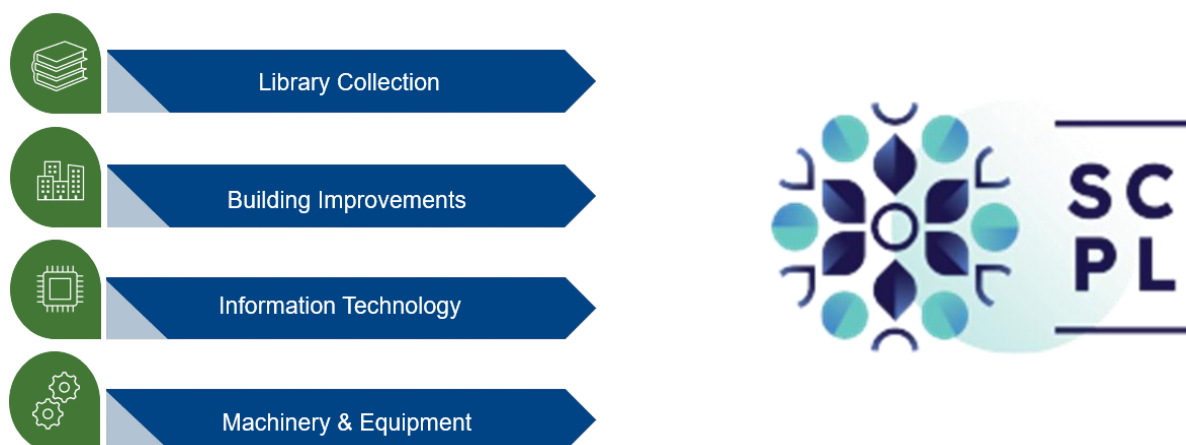 Library Collection
Building Improvements
Information Technology
Machinery & Equipment
SC
PL